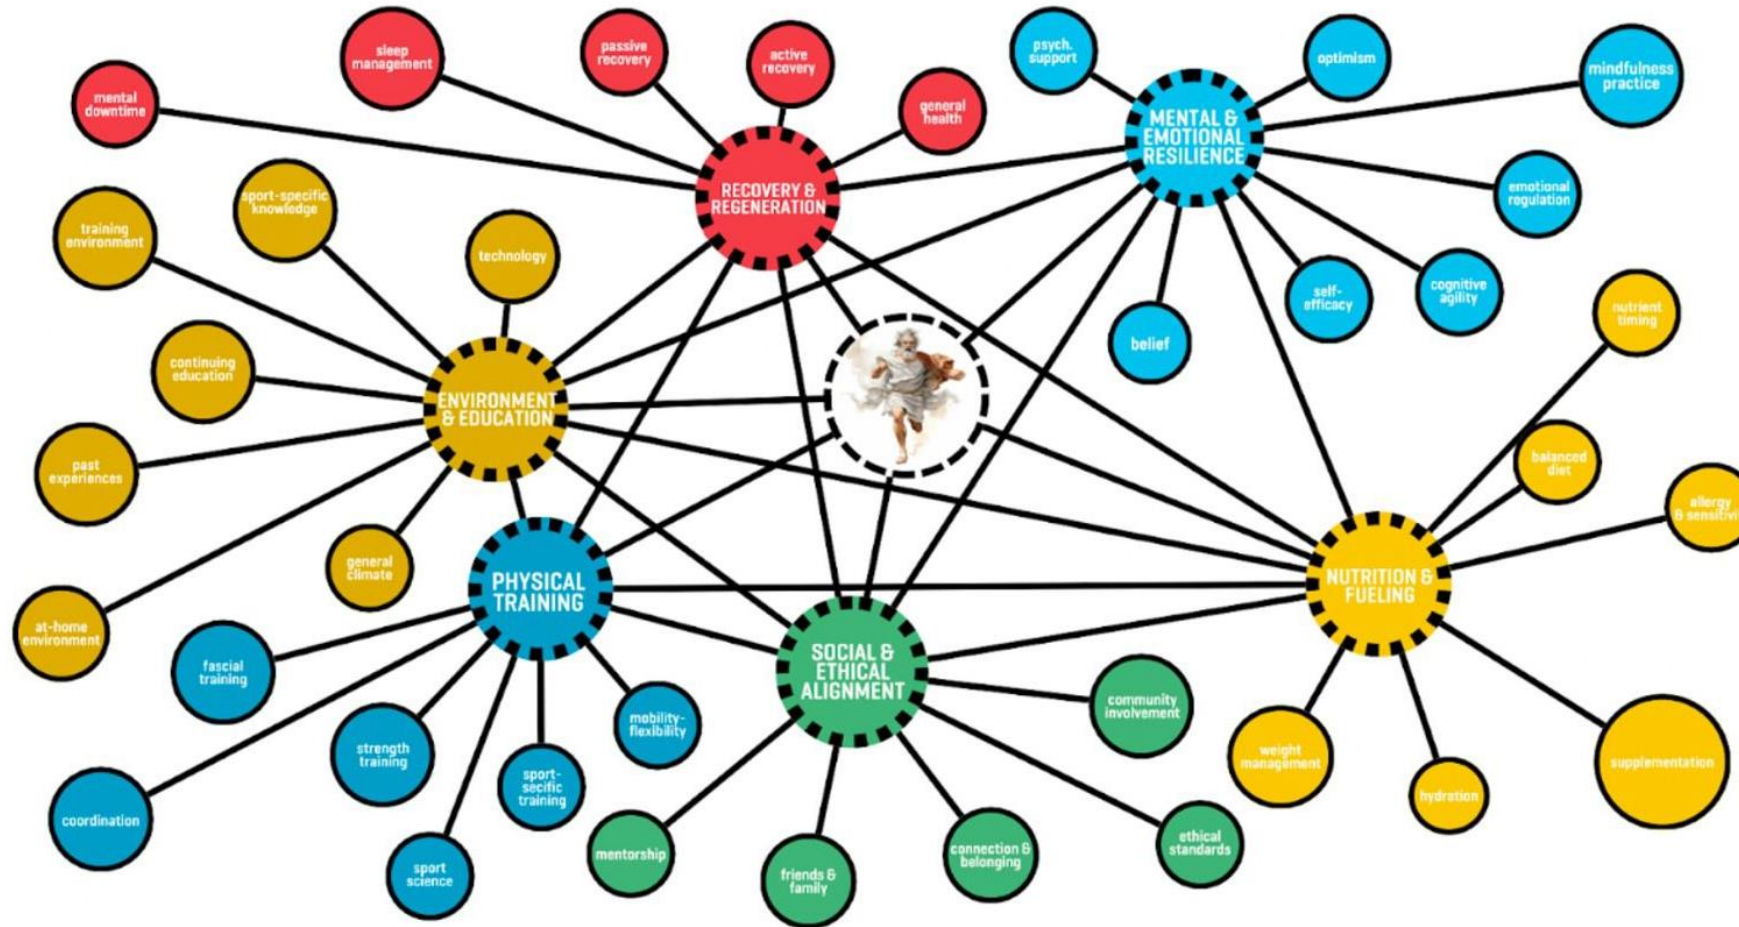 sleep
management
passive
recovery
active
recovery
mental
downtime
general
health
RECOVERY &
REGENERATION
psych.
support
optimism
mindfulness
practice
MENTAL &
EMOTIONAL
RESILIENCE
emotional
regulation
cognitive
agility
self-
efficacy
belief
sport-specific
knowledge
training
environment
technology
continuing
education
ENVIRONMENT
& EDUCATION
past
experiences
general
climate
at-home
environment
nutrient
timing
balanced
diet
allergy
& sensitivi
NUTRITION &
FUELING
weight
management
hydration
supplementation
PHYSICAL
TRAINING
fascial
training
strength
training
mobility-
flexibility
sport-
secific
training
coordination
sport
science
SOCIAL &
ETHICAL
ALIGNMENT
community
involvement
mentorship
friends &
family
connection &
belonging
ethical
standards